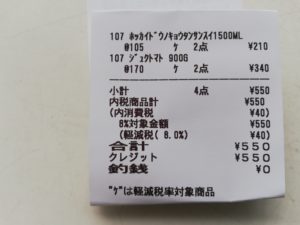 107 ホッカイドウノキョウタンサンスイ1500ML
@105 ケ 2点 ¥210
107 ジュクトマト 900G
@170 ケ 2点 ¥340
小計 4点 ¥550
内税商品計 ¥550
(内消費税 ¥40)
8%対象金額 ¥550
(軽減税( 8.0%) ¥40)
合計 ¥550
クレジット ¥550
釣銭 ¥0
"ケ"は軽減税率対象商品